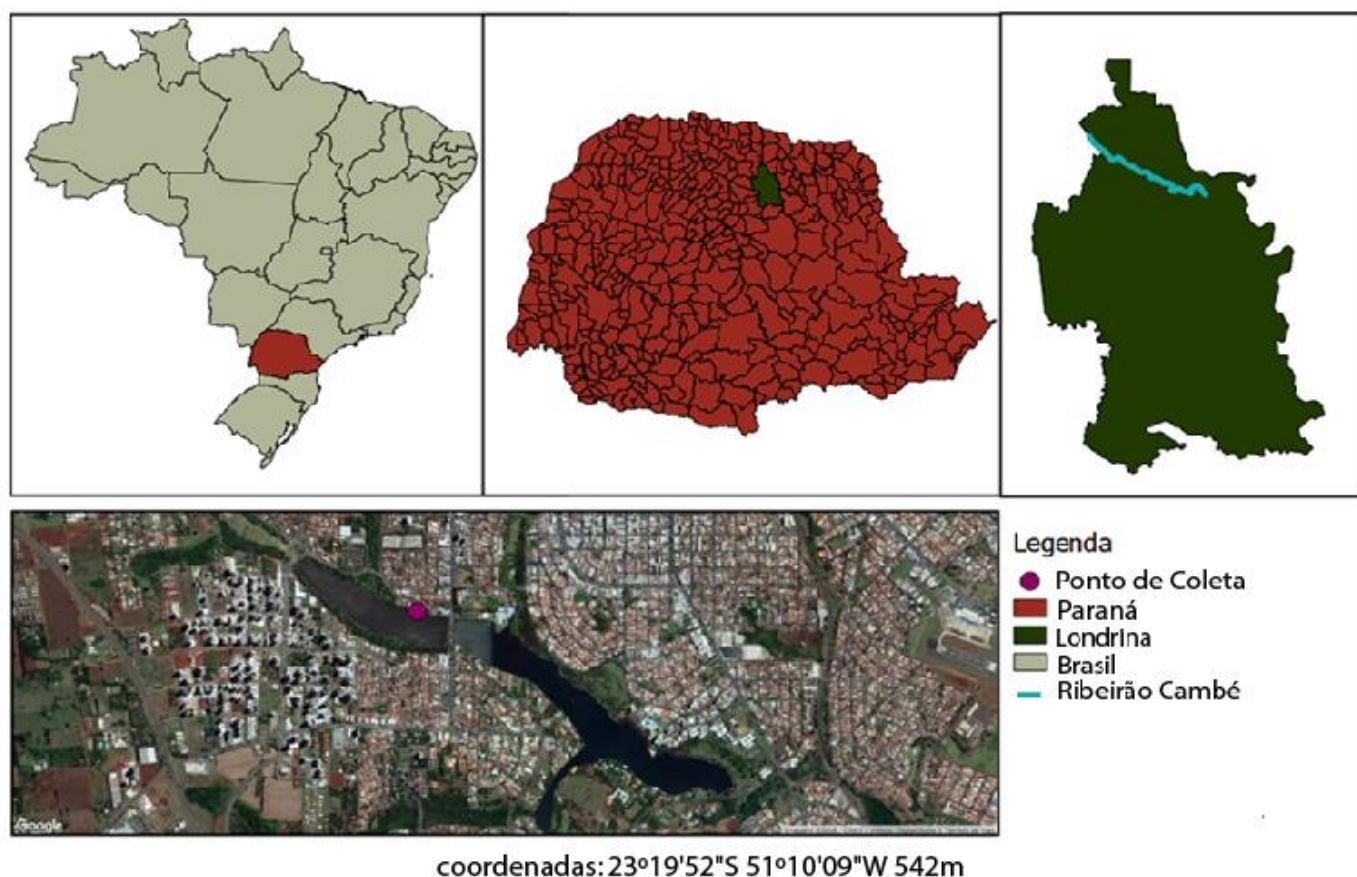 Legenda
Ponto de Coleta
Paraná
Londrina
Brasil
Ribeirão Cambé
Google
coordenadas: 23º19'52"S 51º10'09"W 542m